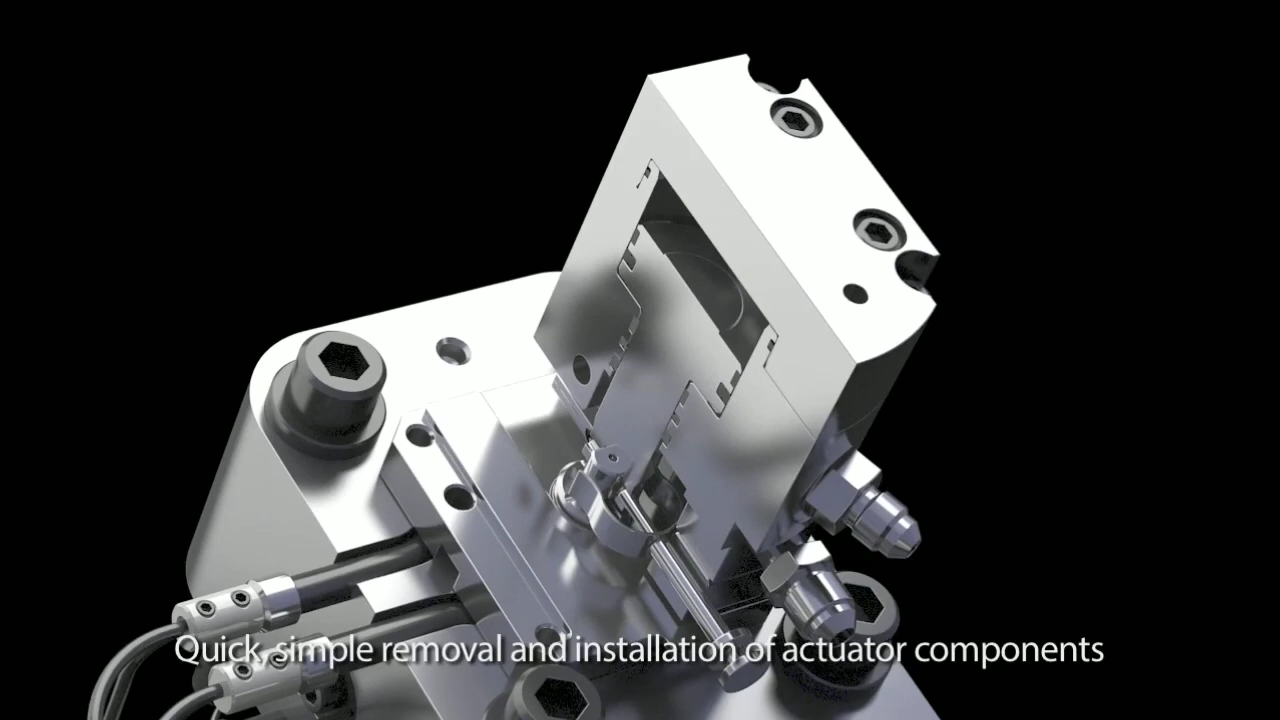 Quick, simple removal and installation of actuator components